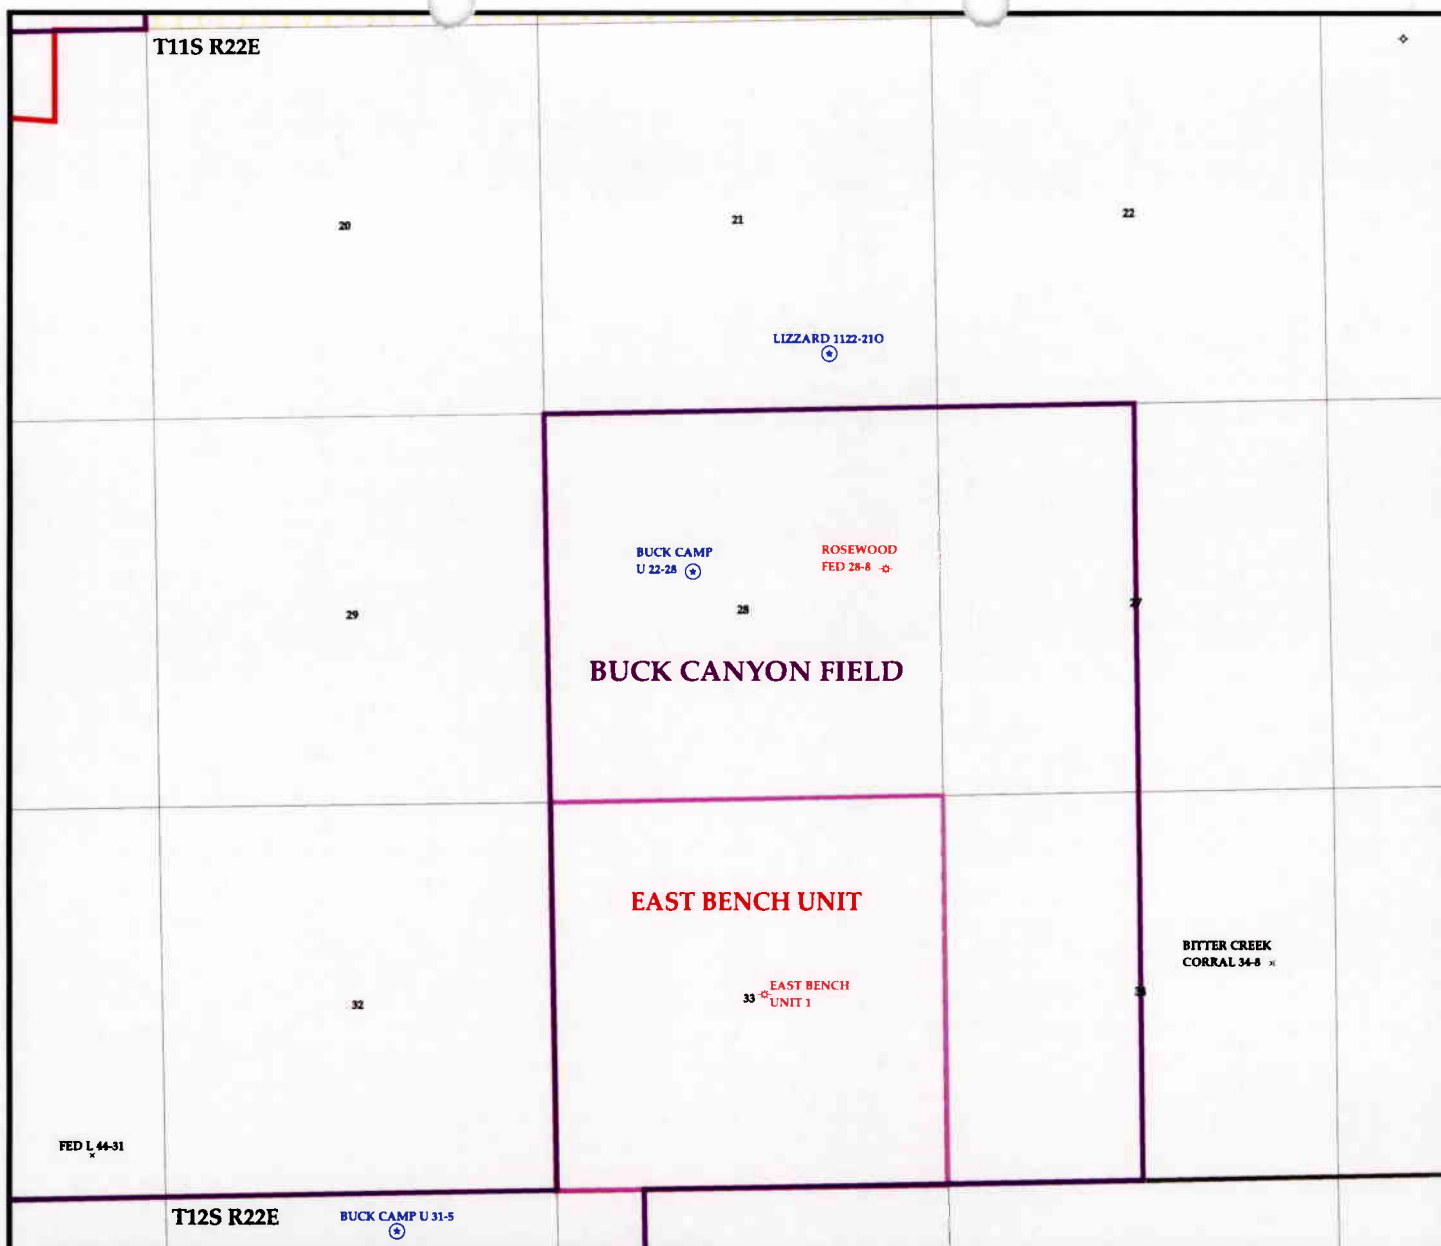 T11S R22E
20
21
22
LIZZARD 1122-21O
BUCK CAMP
U 22-28
ROSEWOOD
FED 28-8
29
28
27
BUCK CANYON FIELD
EAST BENCH UNIT
BITTER CREEK
CORRAL 34-8
32
33
EAST BENCH
UNIT 1
FED L 44-31
T12S R22E
BUCK CAMP U 31-5